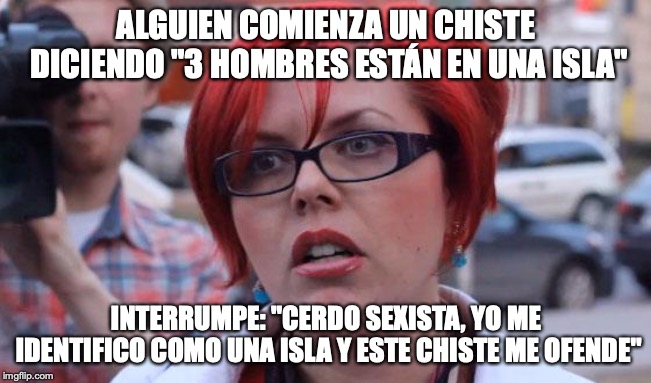 ALGUIEN COMIENZA UN CHISTE
DICIENDO "3 HOMBRES ESTÁN EN UNA ISLA"
INTERRUMPE: "CERDO SEXISTA, YO ME
IDENTIFICO COMO UNA ISLA Y ESTE CHISTE ME OFENDE"
imgflip.com